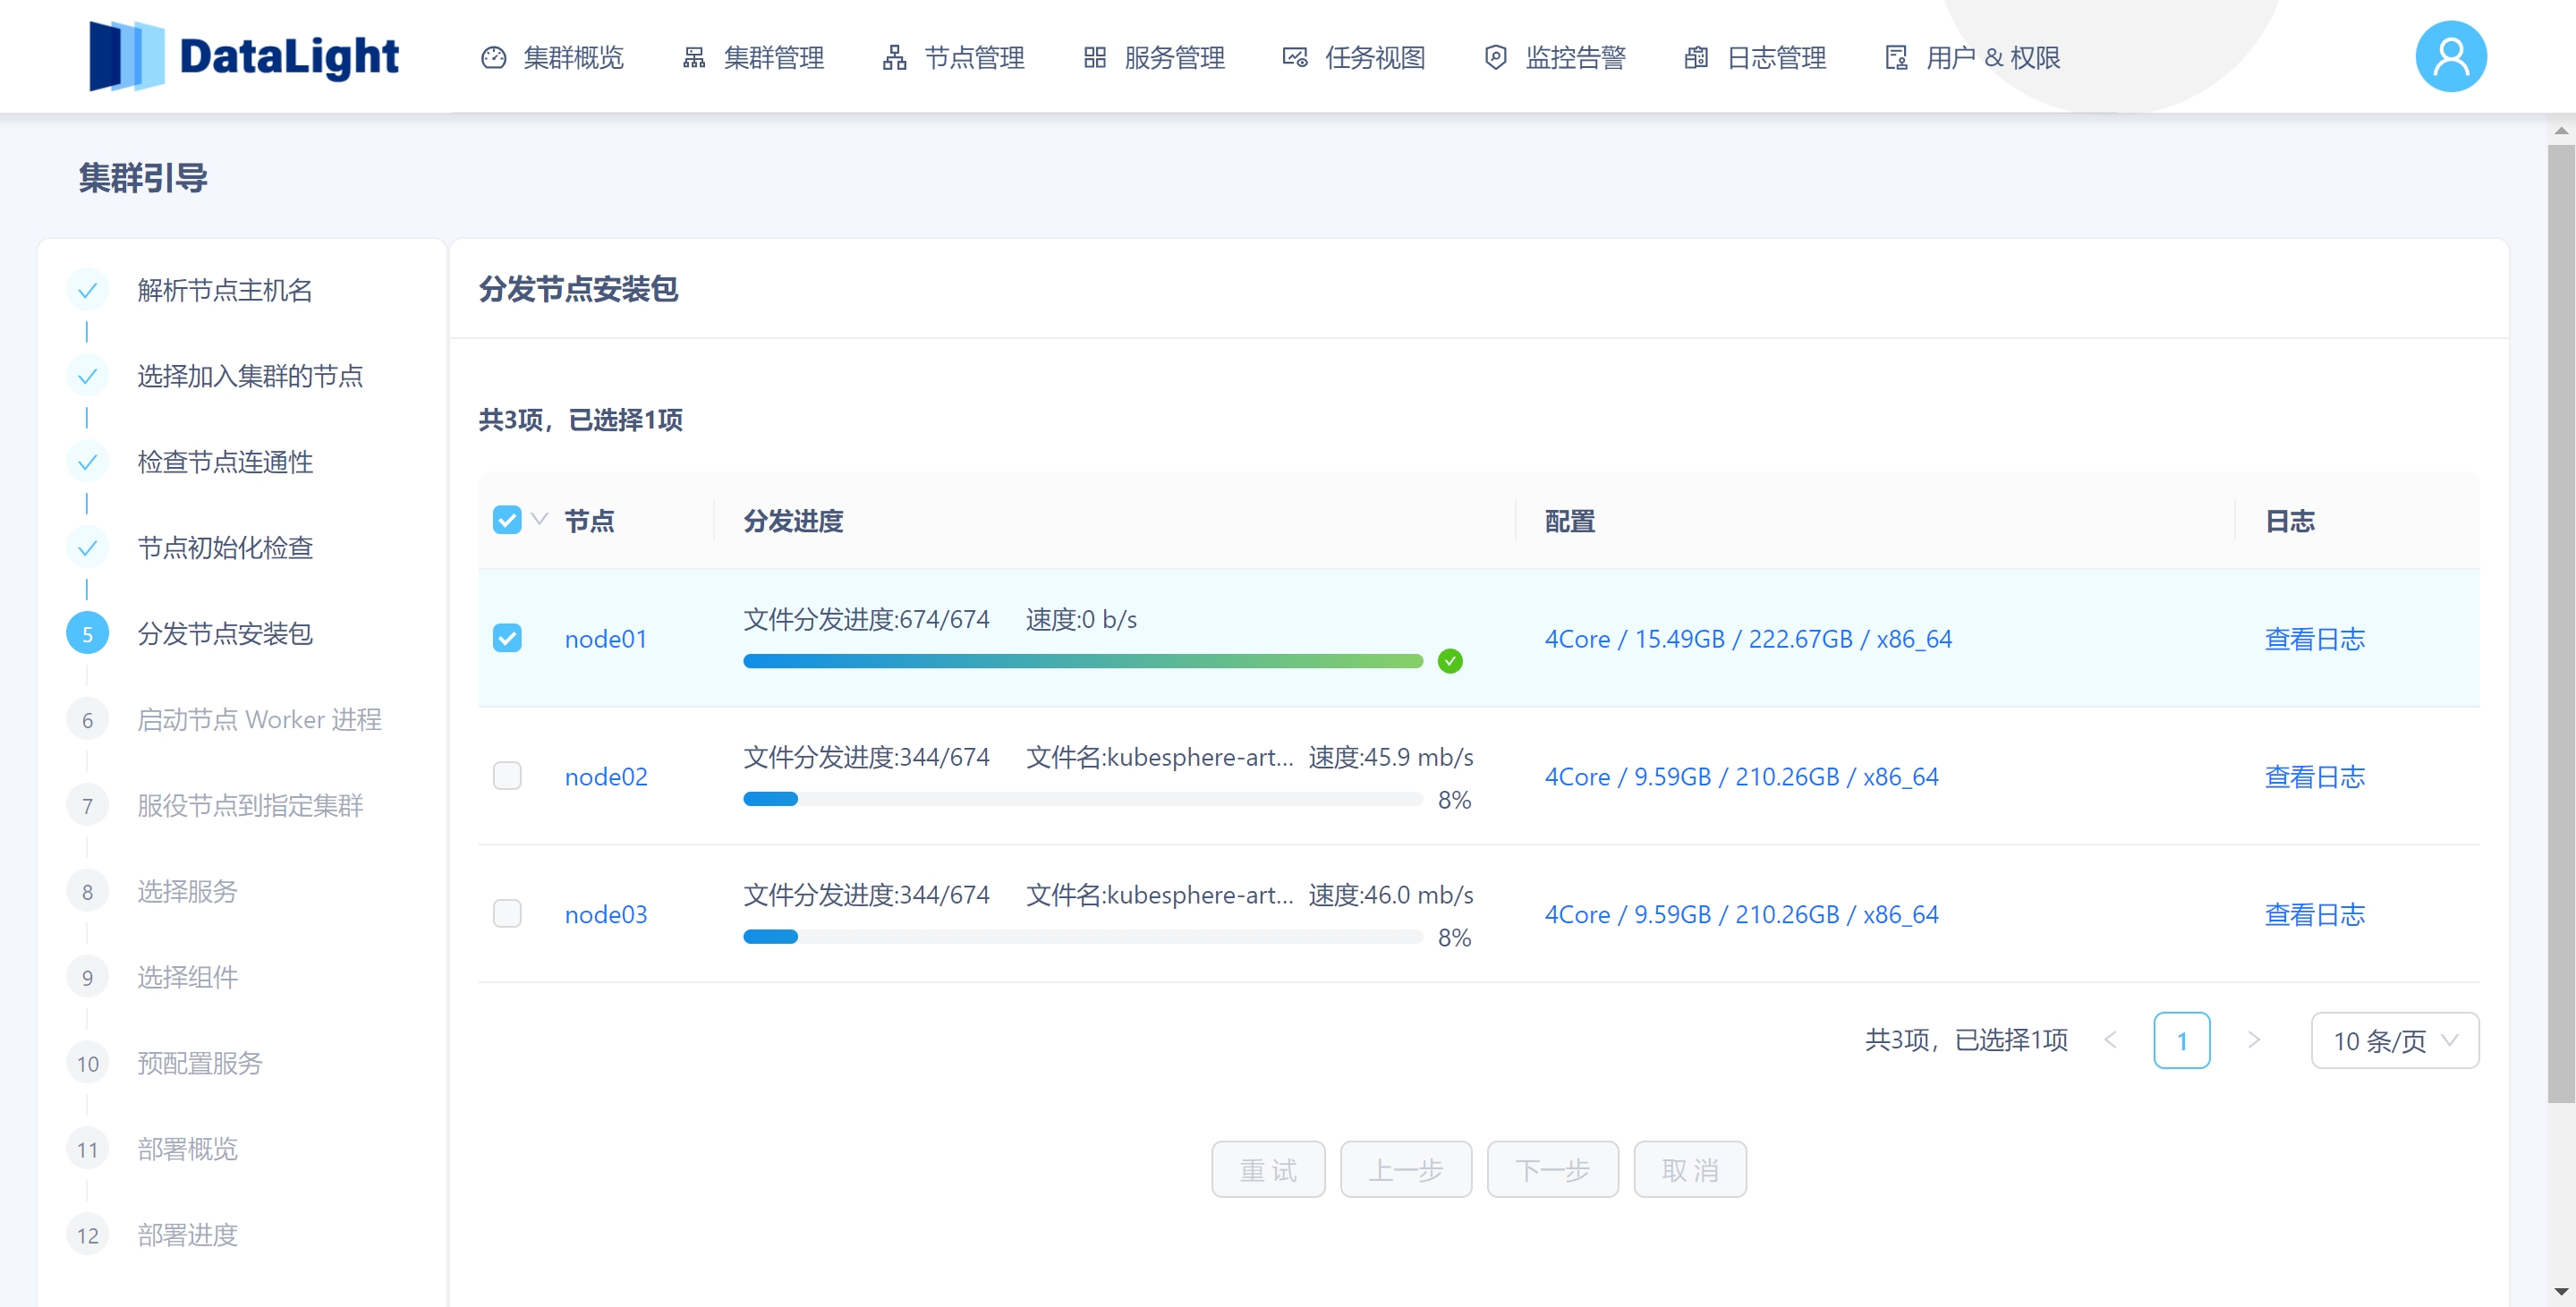 DataLight
集群概览
集群管理
节点管理
服务管理
任务视图
监控告警
日志管理
用户 & 权限
集群引导
解析节点主机名
选择加入集群的节点
检查节点连通性
节点初始化检查
5 分发节点安装包
6 启动节点 Worker 进程
7 服役节点到指定集群
8 选择服务
9 选择组件
10 预配置服务
11 部署概览
12 部署进度
分发节点安装包
共3项，已选择1项
节点 分发进度 配置 日志
文件分发进度:674/674 速度:0 b/s
node01 4Core / 15.49GB / 222.67GB / x86_64 查看日志
文件分发进度:344/674 文件名:kubesphere-art... 速度:45.9 mb/s
node02 4Core / 9.59GB / 210.26GB / x86_64 查看日志
8%
文件分发进度:344/674 文件名:kubesphere-art... 速度:46.0 mb/s
node03 4Core / 9.59GB / 210.26GB / x86_64 查看日志
8%
共3项，已选择1项 < 1 > 10 条/页
重 试 上一步 下一步 取 消